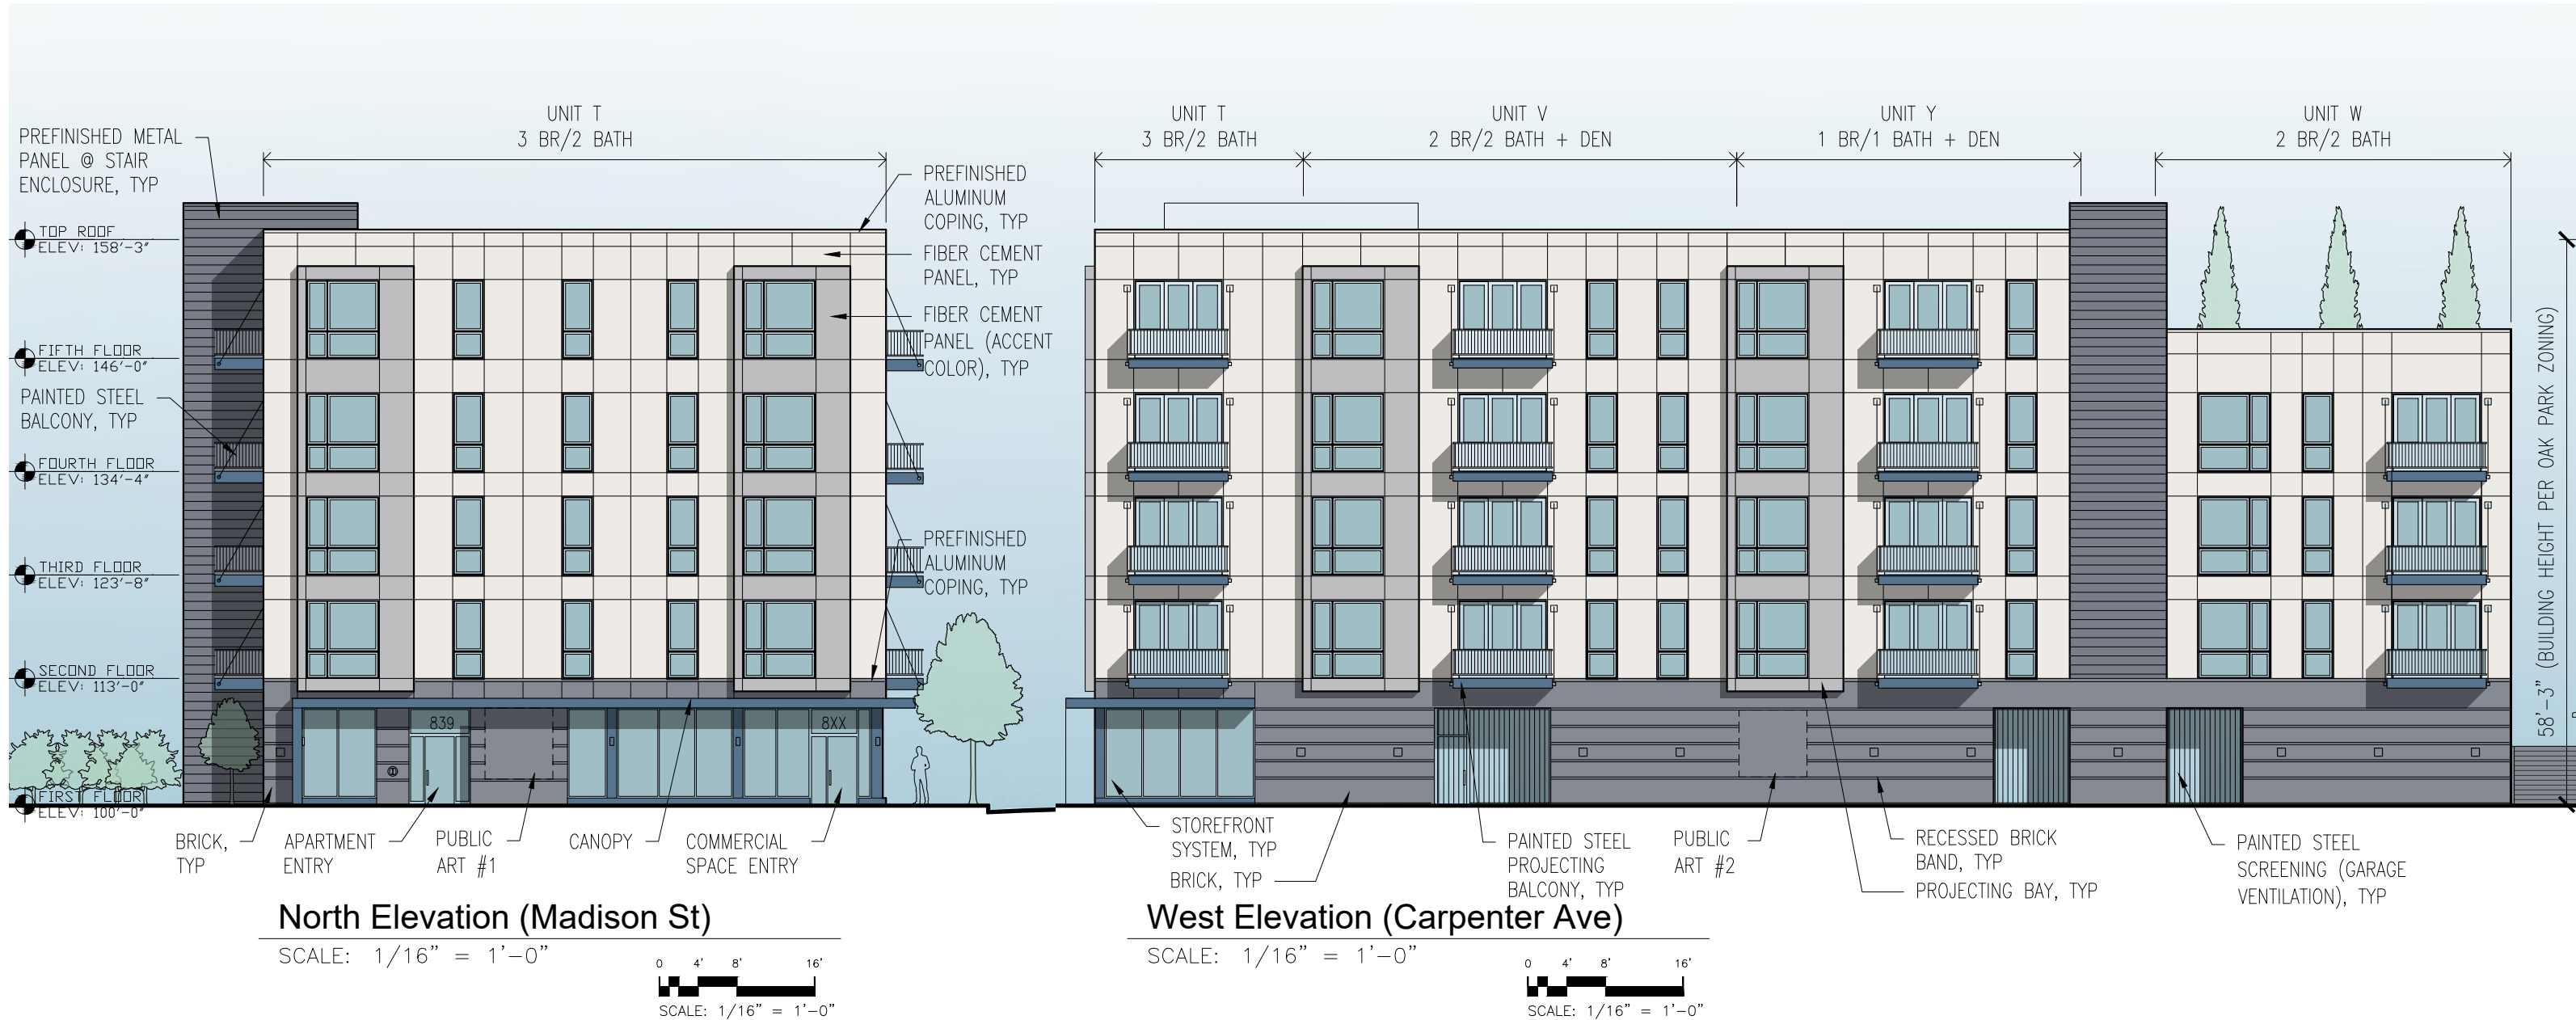 UNIT T
3 BR/2 BATH
UNIT T
3 BR/2 BATH
UNIT V
2 BR/2 BATH + DEN
UNIT Y
1 BR/1 BATH + DEN
UNIT W
2 BR/2 BATH
PREFINISHED METAL
PANEL @ STAIR
ENCLOSURE, TYP
TOP ROOF
ELEV: 158'-3"
FIFTH FLOOR
ELEV: 146'-0"
PAINTED STEEL
BALCONY, TYP
FOURTH FLOOR
ELEV: 134'-4"
THIRD FLOOR
ELEV: 123'-8"
SECOND FLOOR
ELEV: 113'-0"
FIRST FLOOR
ELEV: 100'-0"
PREFINISHED
ALUMINUM
COPING, TYP
FIBER CEMENT
PANEL, TYP
FIBER CEMENT
PANEL (ACCENT
COLOR), TYP
PREFINISHED
ALUMINUM
COPING, TYP
839
8XX
58'-3" (BUILDING HEIGHT PER OAK PARK ZONING)
BRICK,
TYP
APARTMENT
ENTRY
PUBLIC
ART #1
CANOPY
COMMERCIAL
SPACE ENTRY
STOREFRONT
SYSTEM, TYP
BRICK, TYP
PAINTED STEEL
PROJECTING
BALCONY, TYP
PUBLIC
ART #2
RECESSED BRICK
BAND, TYP
PROJECTING BAY, TYP
PAINTED STEEL
SCREENING (GARAGE
VENTILATION), TYP
North Elevation (Madison St)
SCALE: 1/16" = 1'-0"
0 4' 8' 16'
SCALE: 1/16" = 1'-0"
West Elevation (Carpenter Ave)
SCALE: 1/16" = 1'-0"
0 4' 8' 16'
SCALE: 1/16" = 1'-0"